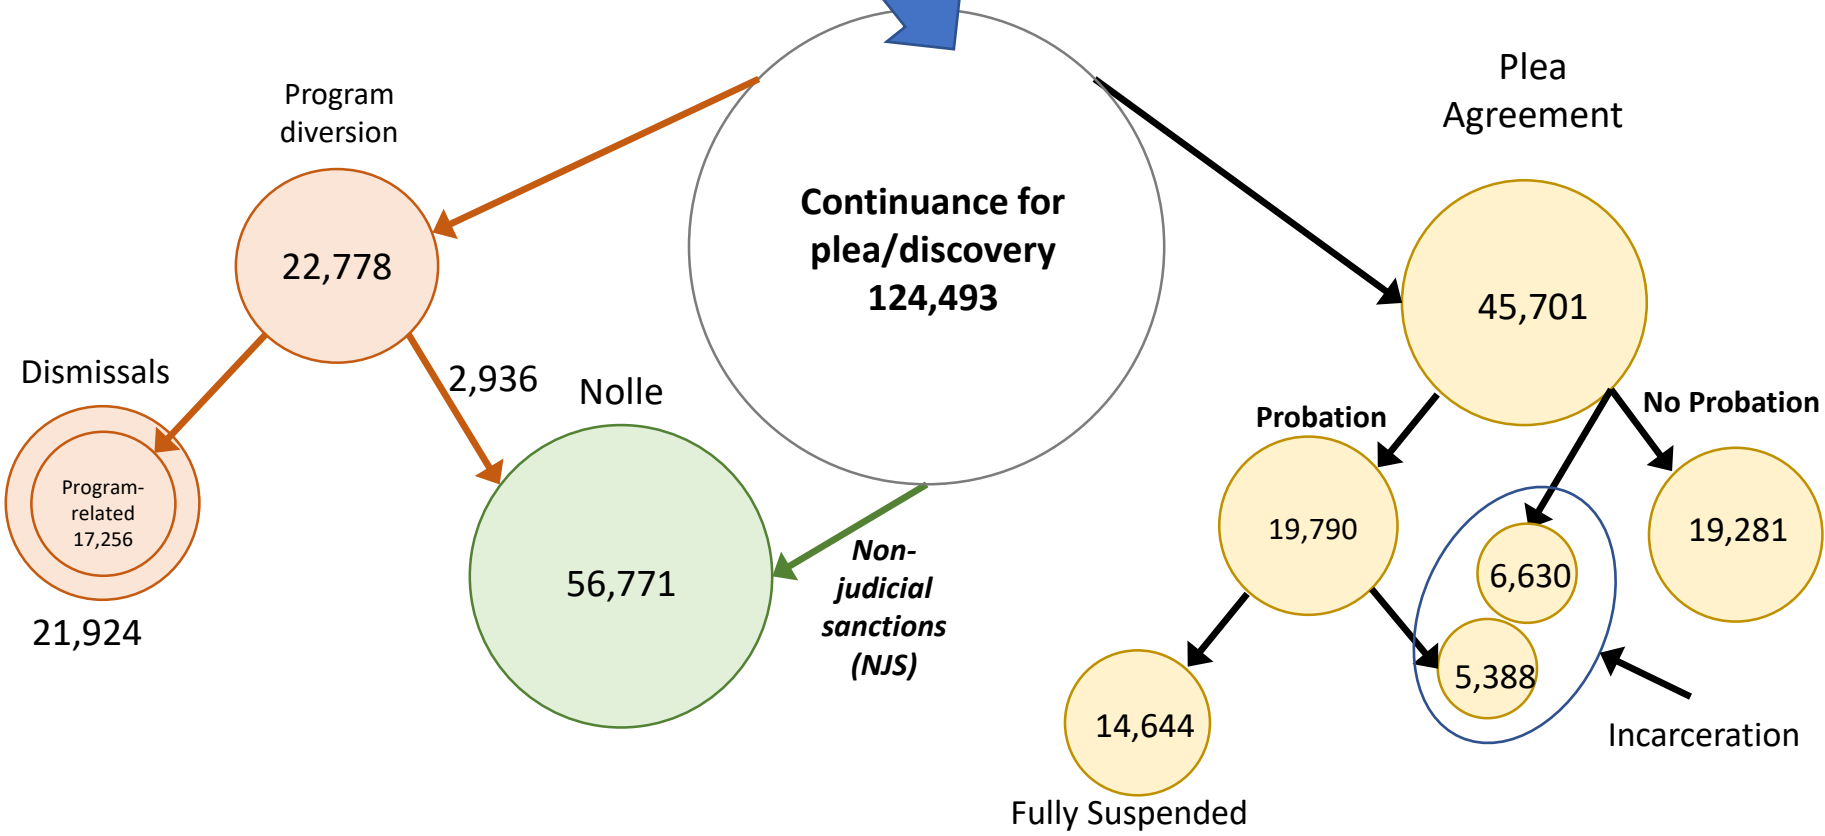 Program
diversion
22,778
Dismissals
Program-
related
17,256
21,924
2,936
Nolle
56,771
Continuance for
plea/discovery
124,493
Non-
judicial
sanctions
(NJS)
Plea
Agreement
45,701
Probation
No Probation
19,790
19,281
6,630
5,388
14,644
Fully Suspended
Incarceration